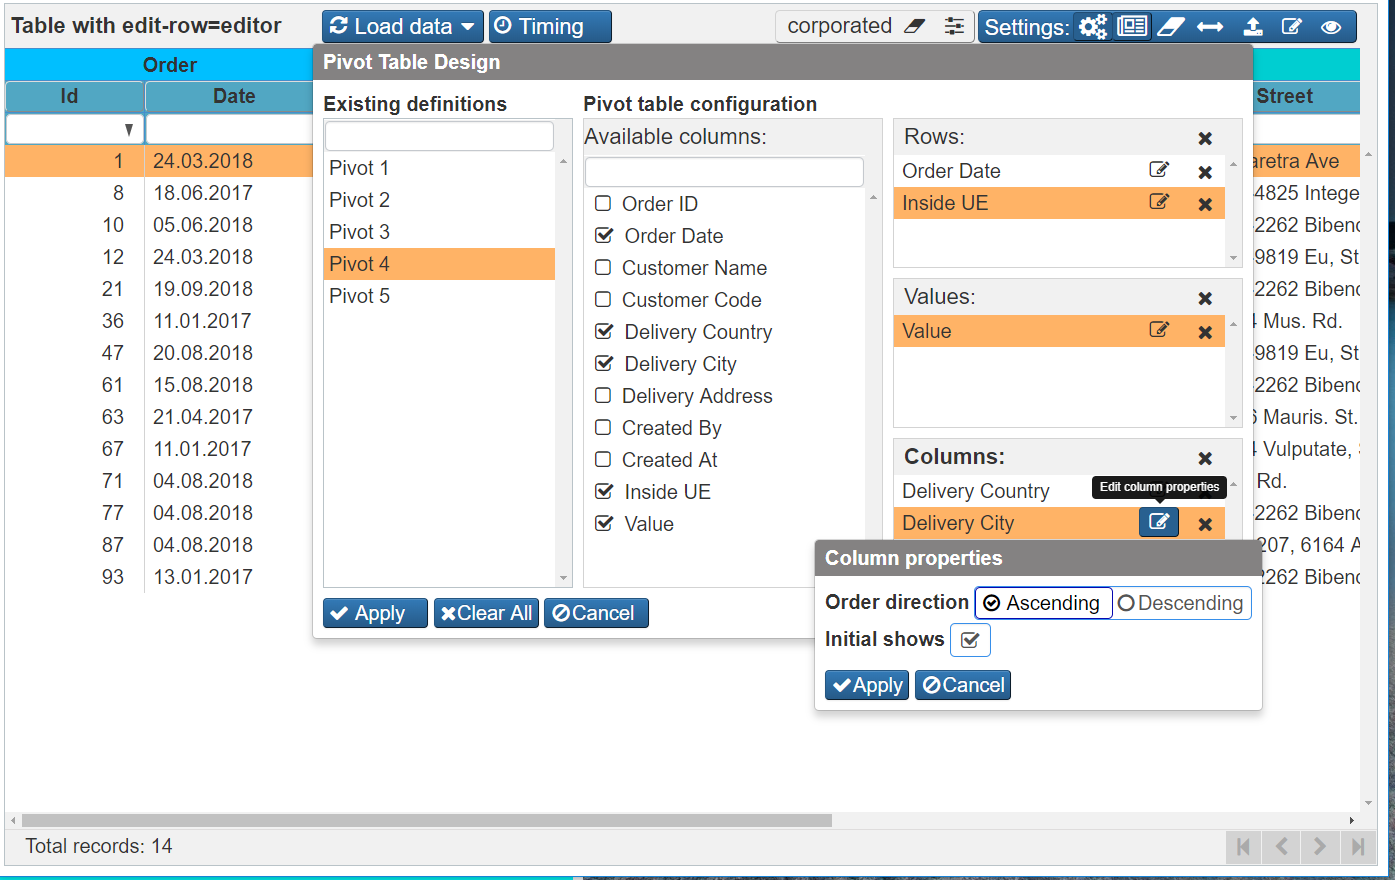 Table with edit-row=editor
Load data
Timing
corporated
Settings:
Order
Id
Date
Street
1 24.03.2018
8 18.06.2017
10 05.06.2018
12 24.03.2018
21 19.09.2018
36 11.01.2017
47 20.08.2018
61 15.08.2018
63 21.04.2017
67 11.01.2017
71 04.08.2018
77 04.08.2018
87 04.08.2018
93 13.01.2017
Pivot Table Design
Existing definitions
Pivot 1
Pivot 2
Pivot 3
Pivot 4
Pivot 5
Apply
Clear All
Cancel
Pivot table configuration
Available columns:
Order ID
Order Date
Customer Name
Customer Code
Delivery Country
Delivery City
Delivery Address
Created By
Created At
Inside UE
Value
Rows:
Order Date
Inside UE
Values:
Value
Columns:
Delivery Country
Edit column properties
Delivery City
Column properties
Order direction
Ascending
Descending
Initial shows
Apply
Cancel
aretra Ave
4825 Intege
2262 Bibend
9819 Eu, St
2262 Bibend
Mus. Rd.
9819 Eu, St
2262 Bibend
Mauris. St.
Vulputate,
Rd.
2262 Bibend
207, 6164 A
2262 Bibend
Total records: 14